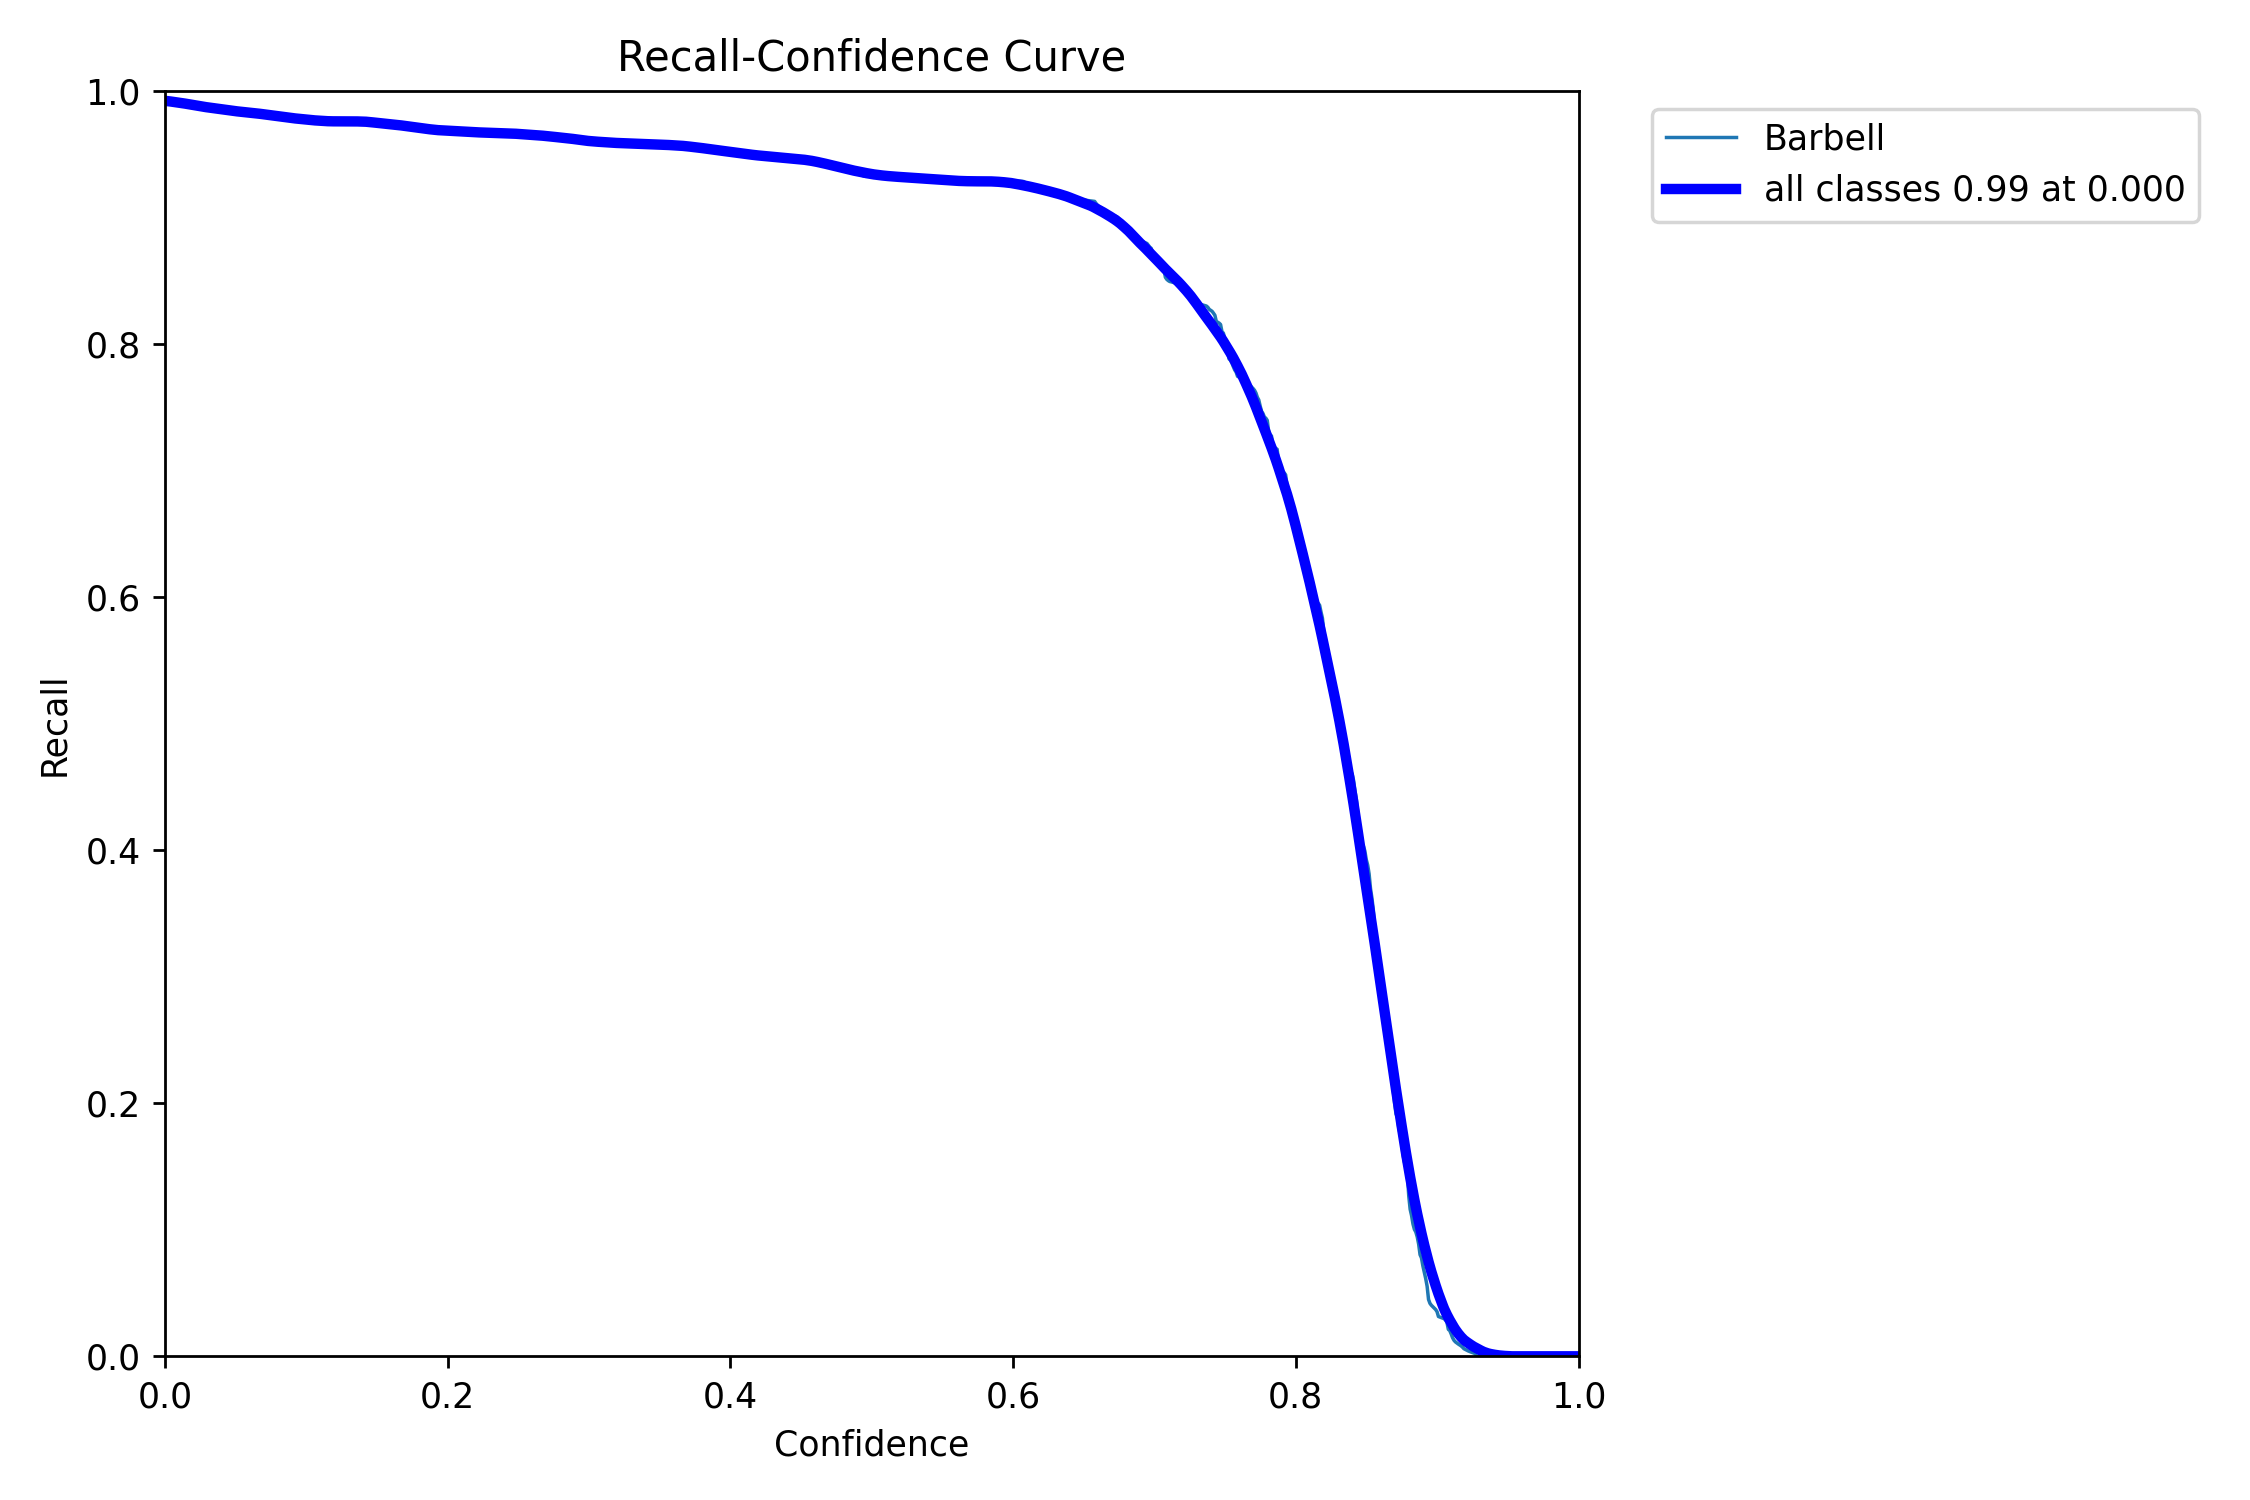 Recall-Confidence Curve
1.0
0.8
0.6
0.4
0.2
0.0
Recall
0.0 0.2 0.4 0.6 0.8 1.0
Confidence
Barbell
all classes 0.99 at 0.000